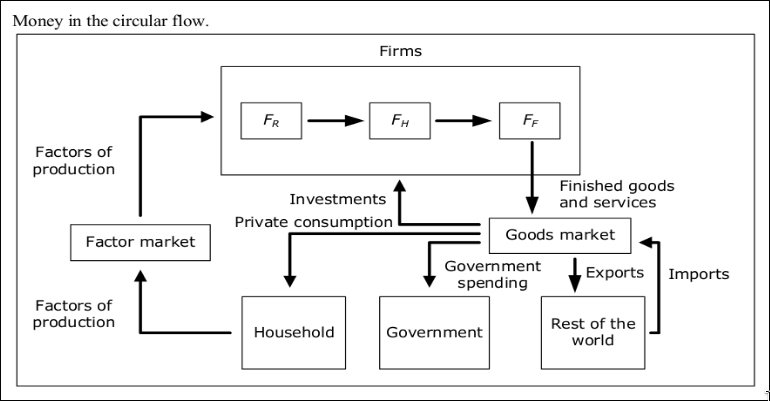 Money in the circular flow.
Firms
F_R
F_H
F_F
Factors of
production
Investments
Finished goods
and services
Private consumption
Factor market
Goods market
Government
spending
Exports
Imports
Factors of
production
Household
Government
Rest of the
world